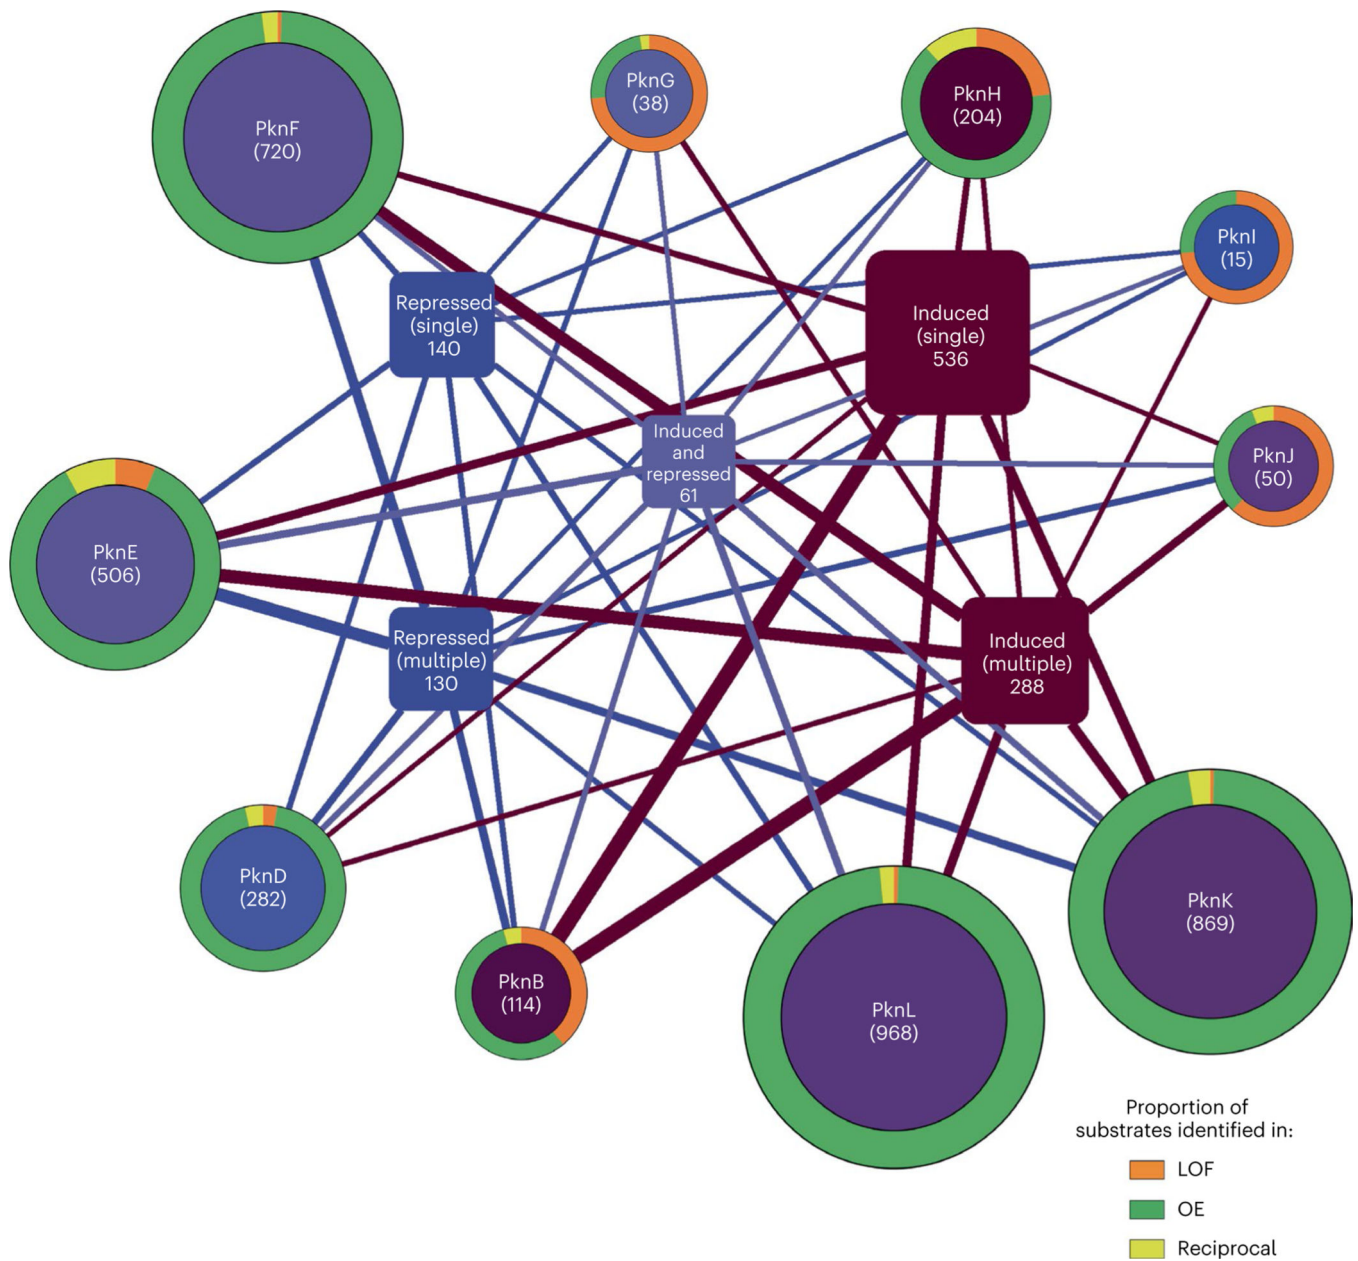 PknF
(720)
PknG
(38)
PknH
(204)
PknI
(15)
Repressed
(single)
140
Induced
(single)
536
Induced
and
repressed
61
PknJ
(50)
PknE
(506)
Repressed
(multiple)
130
Induced
(multiple)
288
PknD
(282)
PknB
(114)
PknL
(968)
PknK
(869)
Proportion of
substrates identified in:
LOF
OE
Reciprocal